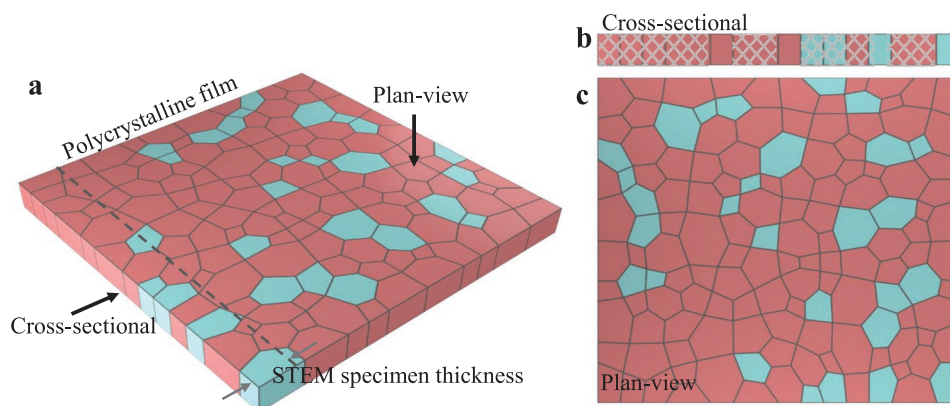 a
Polycrystalline film
Plan-view
Cross-sectional
STEM specimen thickness
b
Cross-sectional
c
Plan-view